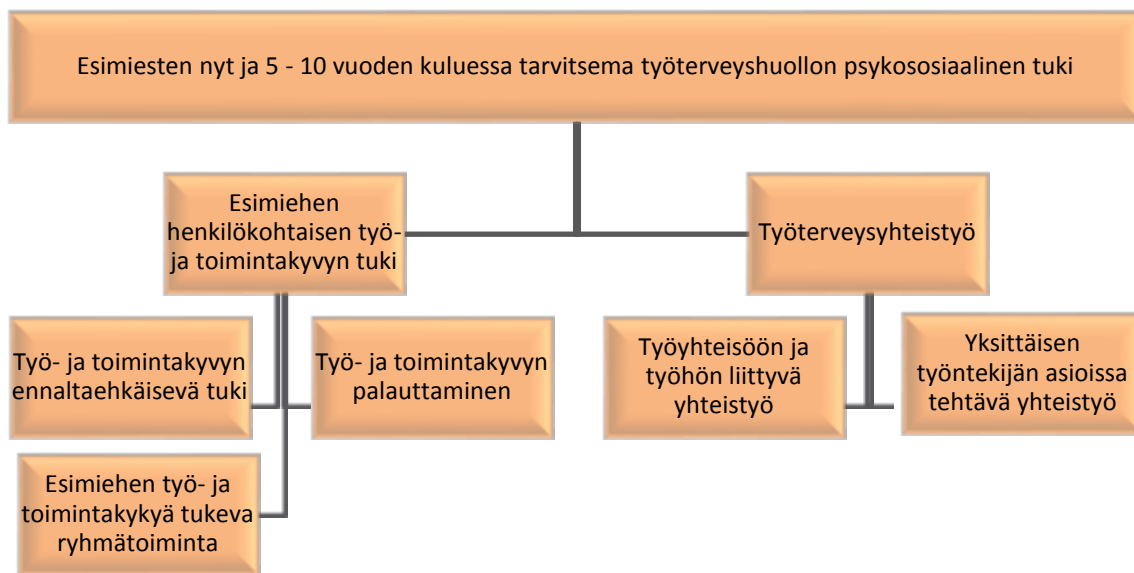 Esimiesten nyt ja 5 - 10 vuoden kuluessa tarvitsema työterveyshuollon psykososiaalinen tuki
Esimiehen
henkilökohtaisen työ-
ja toimintakyvyn tuki
Työterveysyhteistyö
Työ- ja toimintakyvyn
ennaltaehkäisevä tuki
Työ- ja toimintakyvyn
palauttaminen
Työyhteisöön ja
työhön liittyvä
yhteistyö
Yksittäisen
työntekijän asioissa
tehtävä yhteistyö
Esimiehen työ- ja
toimintakykyä tukeva
ryhmätoiminta